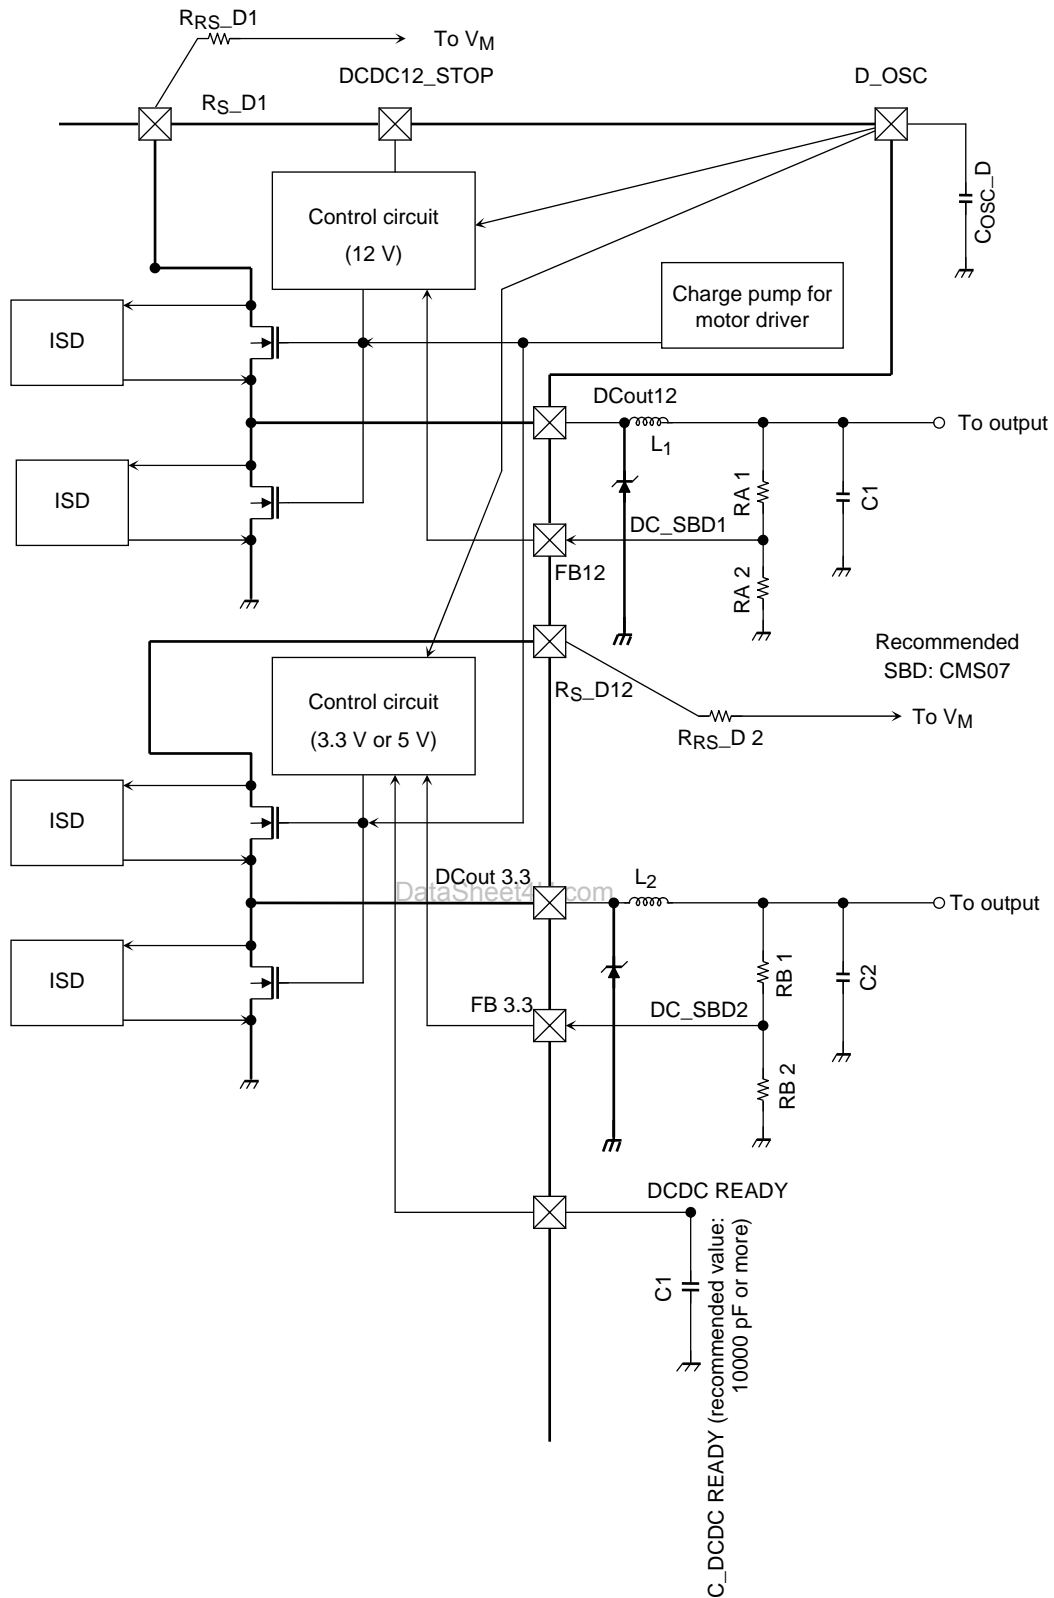 RRS_D1
To VM
DCDC12_STOP
D_OSC
RS_D1
COSC_D
Control circuit
(12 V)
Charge pump for
motor driver
ISD
DCout12
To output
L1
RA 1
C1
ISD
DC_SBD1
FB12
RA 2
Recommended
SBD: CMS07
RS_D12
Control circuit
(3.3 V or 5 V)
To VM
RRS_D 2
ISD
DCout 3.3
L2
DataSheet4U.com
To output
RB 1
C2
ISD
FB 3.3
DC_SBD2
RB 2
DCDC READY
C1
C_DCDC READY (recommended value:
10000 pF or more)